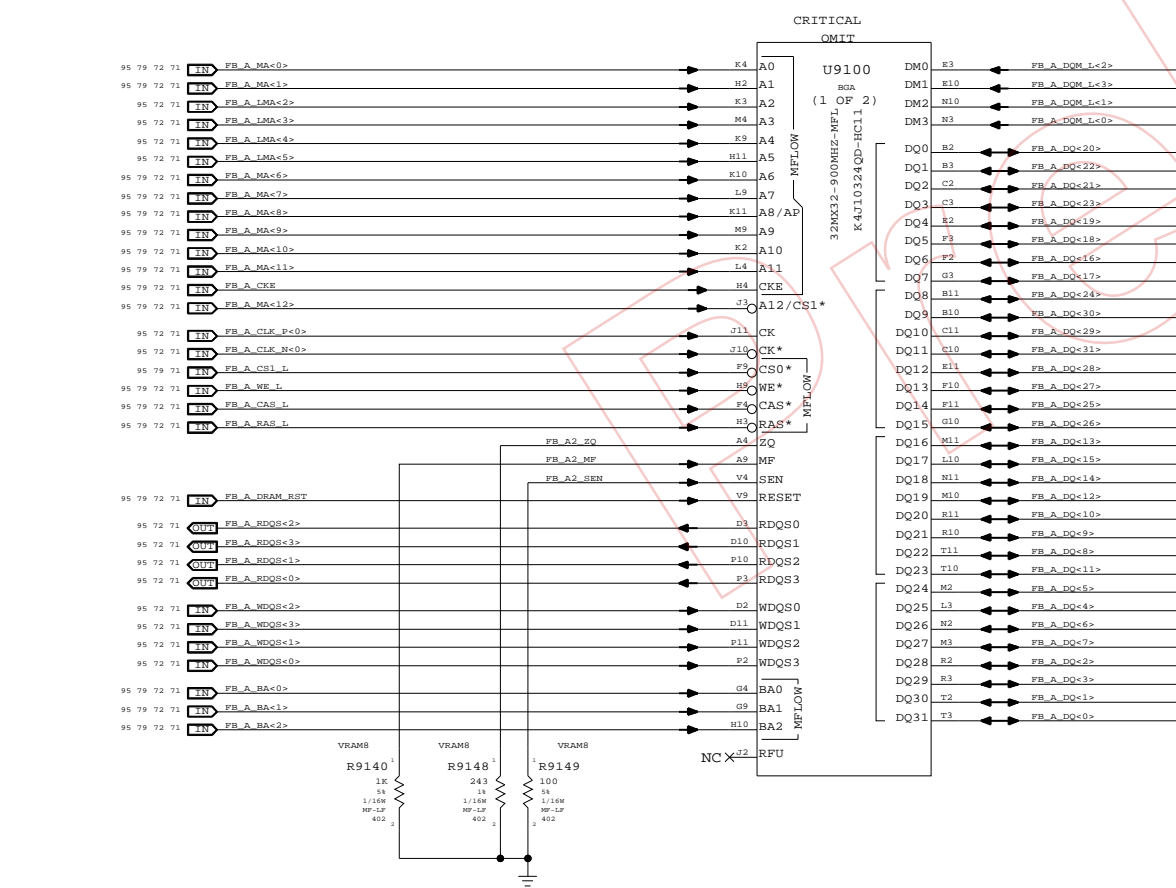 CRITICAL
OMIT
U9100
BGA
(1 OF 2)
32MX32-900MHZ-MFL
K4J10324QD-HC11
MFLOW
MFLOW
MFLOW
95 79 72 71 IN FB_A_MA<0> K4 A0
95 79 72 71 IN FB_A_MA<1> H2 A1
95 72 71 IN FB_A_LMA<2> K3 A2
95 72 71 IN FB_A_LMA<3> M4 A3
95 72 71 IN FB_A_LMA<4> K9 A4
95 72 71 IN FB_A_LMA<5> H11 A5
95 79 72 71 IN FB_A_MA<6> K10 A6
95 79 72 71 IN FB_A_MA<7> L9 A7
95 79 72 71 IN FB_A_MA<8> K11 A8/AP
95 79 72 71 IN FB_A_MA<9> M9 A9
95 79 72 71 IN FB_A_MA<10> K2 A10
95 79 72 71 IN FB_A_MA<11> L4 A11
95 79 72 71 IN FB_A_CKE H4 CKE
95 79 72 71 IN FB_A_MA<12> J3 A12/CS1*
95 72 71 IN FB_A_CLK_P<0> J11 CK
95 72 71 IN FB_A_CLK_N<0> J10 CK*
95 79 71 IN FB_A_CS1_L F9 CS0*
95 79 72 71 IN FB_A_WE_L H9 WE*
95 79 72 71 IN FB_A_CAS_L F4 CAS*
95 79 72 71 IN FB_A_RAS_L H3 RAS*
FB_A2_ZQ A4 ZQ
FB_A2_MF A9 MF
FB_A2_SEN V4 SEN
95 79 72 71 IN FB_A_DRAM_RST V9 RESET
95 72 71 OUT FB_A_RDQS<2> D3 RDQS0
95 72 71 OUT FB_A_RDQS<3> D10 RDQS1
95 72 71 OUT FB_A_RDQS<1> P10 RDQS2
95 72 71 OUT FB_A_RDQS<0> P3 RDQS3
95 72 71 IN FB_A_WDQS<2> D2 WDQS0
95 72 71 IN FB_A_WDQS<3> D11 WDQS1
95 72 71 IN FB_A_WDQS<1> P11 WDQS2
95 72 71 IN FB_A_WDQS<0> P2 WDQS3
95 79 72 71 IN FB_A_BA<0> G4 BA0
95 79 72 71 IN FB_A_BA<1> G9 BA1
95 79 72 71 IN FB_A_BA<2> H10 BA2
NC J2 RFU
DM0 E3 FB_A_DQM_L<2>
DM1 E10 FB_A_DQM_L<3>
DM2 N10 FB_A_DQM_L<1>
DM3 N3 FB_A_DQM_L<0>
DQ0 B2 FB_A_DQ<20>
DQ1 B3 FB_A_DQ<22>
DQ2 C2 FB_A_DQ<21>
DQ3 C3 FB_A_DQ<23>
DQ4 E2 FB_A_DQ<19>
DQ5 F3 FB_A_DQ<18>
DQ6 F2 FB_A_DQ<16>
DQ7 G3 FB_A_DQ<17>
DQ8 B11 FB_A_DQ<24>
DQ9 B10 FB_A_DQ<30>
DQ10 C11 FB_A_DQ<29>
DQ11 C10 FB_A_DQ<31>
DQ12 E11 FB_A_DQ<28>
DQ13 F10 FB_A_DQ<27>
DQ14 F11 FB_A_DQ<25>
DQ15 G10 FB_A_DQ<26>
DQ16 M11 FB_A_DQ<13>
DQ17 L10 FB_A_DQ<15>
DQ18 N11 FB_A_DQ<14>
DQ19 M10 FB_A_DQ<12>
DQ20 R11 FB_A_DQ<10>
DQ21 R10 FB_A_DQ<9>
DQ22 T11 FB_A_DQ<8>
DQ23 T10 FB_A_DQ<11>
DQ24 M2 FB_A_DQ<5>
DQ25 L3 FB_A_DQ<4>
DQ26 N2 FB_A_DQ<6>
DQ27 M3 FB_A_DQ<7>
DQ28 R2 FB_A_DQ<2>
DQ29 R3 FB_A_DQ<3>
DQ30 T2 FB_A_DQ<1>
DQ31 T3 FB_A_DQ<0>
VRAM8 VRAM8 VRAM8
R9140 1 R9148 1 1 R9149
1K 243 100
5% 1% 5%
1/16W 1/16W 1/16W
MF-LF MF-LF MF-LF
402 402 402
2 2 2
Pre